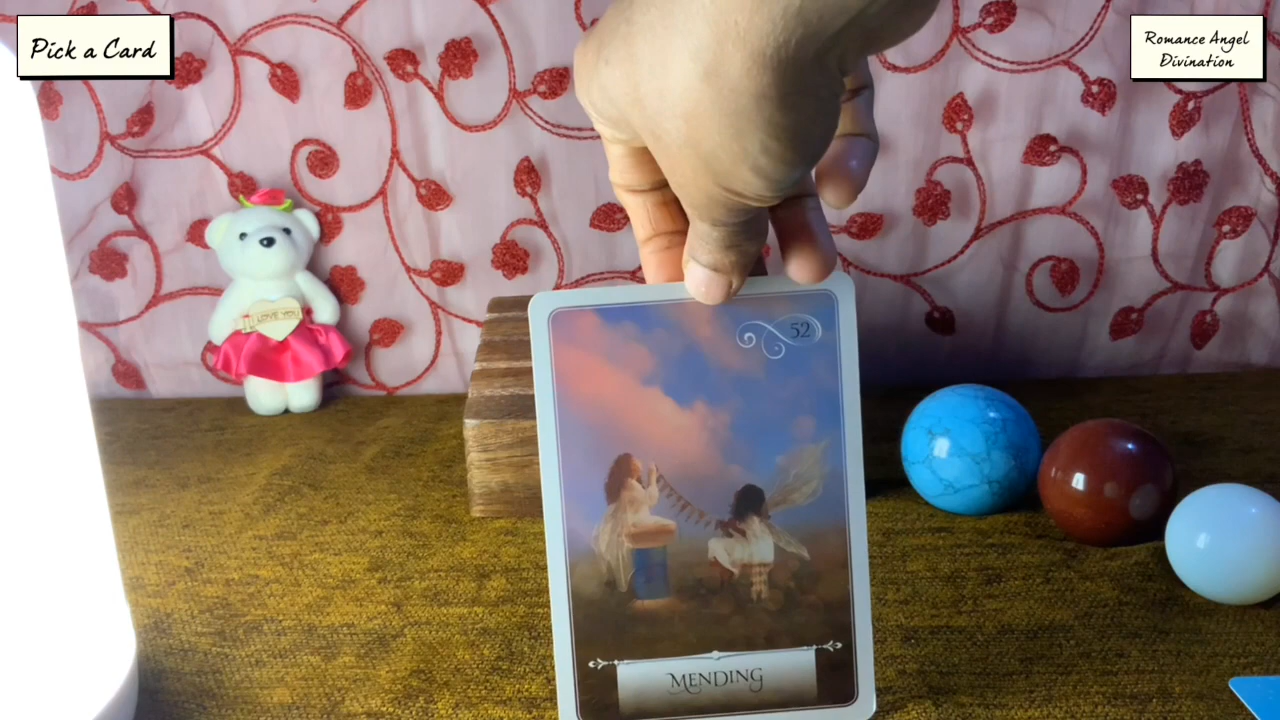 Pick a Card
Romance Angel
Divination
52
I LOVE YOU
MENDING